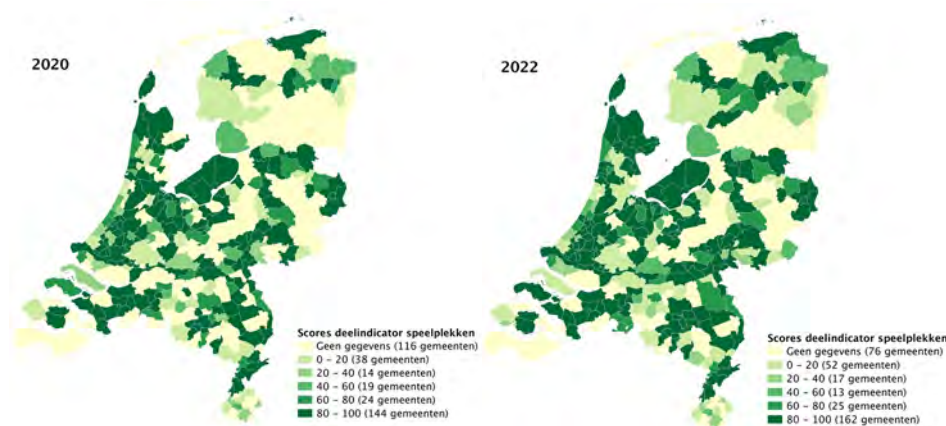 2020
Scores deelindicator speelplekken
Geen gegevens (116 gemeenten)
0 - 20 (38 gemeenten)
20 - 40 (14 gemeenten)
40 - 60 (19 gemeenten)
60 - 80 (24 gemeenten)
80 - 100 (144 gemeenten)
2022
Scores deelindicator speelplekken
Geen gegevens (76 gemeenten)
0 - 20 (52 gemeenten)
20 - 40 (17 gemeenten)
40 - 60 (13 gemeenten)
60 - 80 (25 gemeenten)
80 - 100 (162 gemeenten)